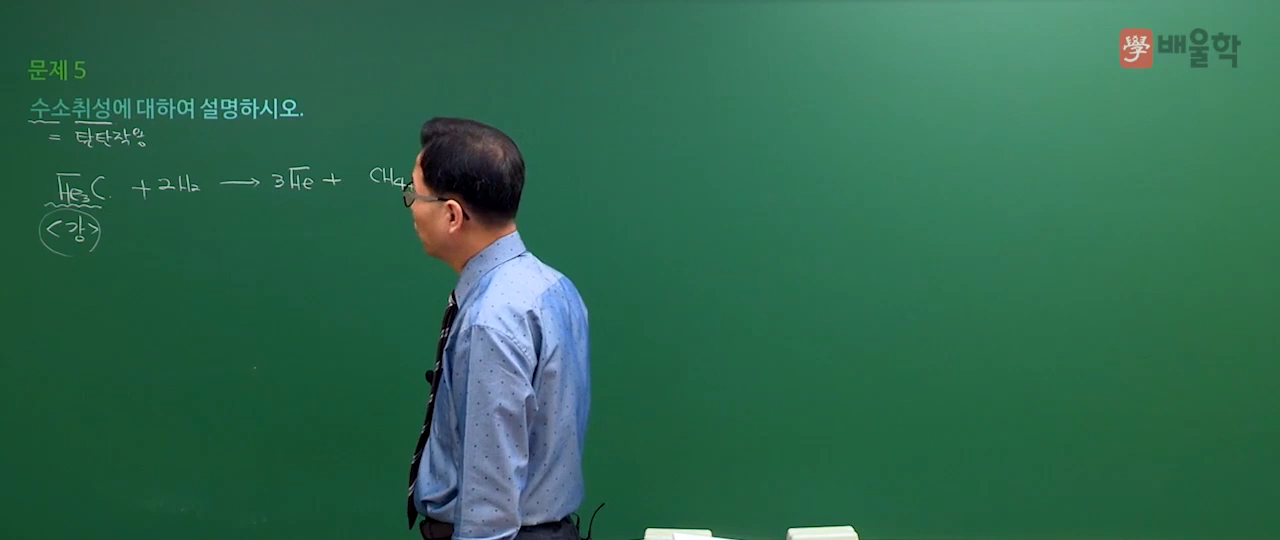 學 배울학
문제 5
수소취성에 대하여 설명하시오.
= 탈탄작용
Fe₃C + 2H₂ → 3Fe + CH₄
<강>